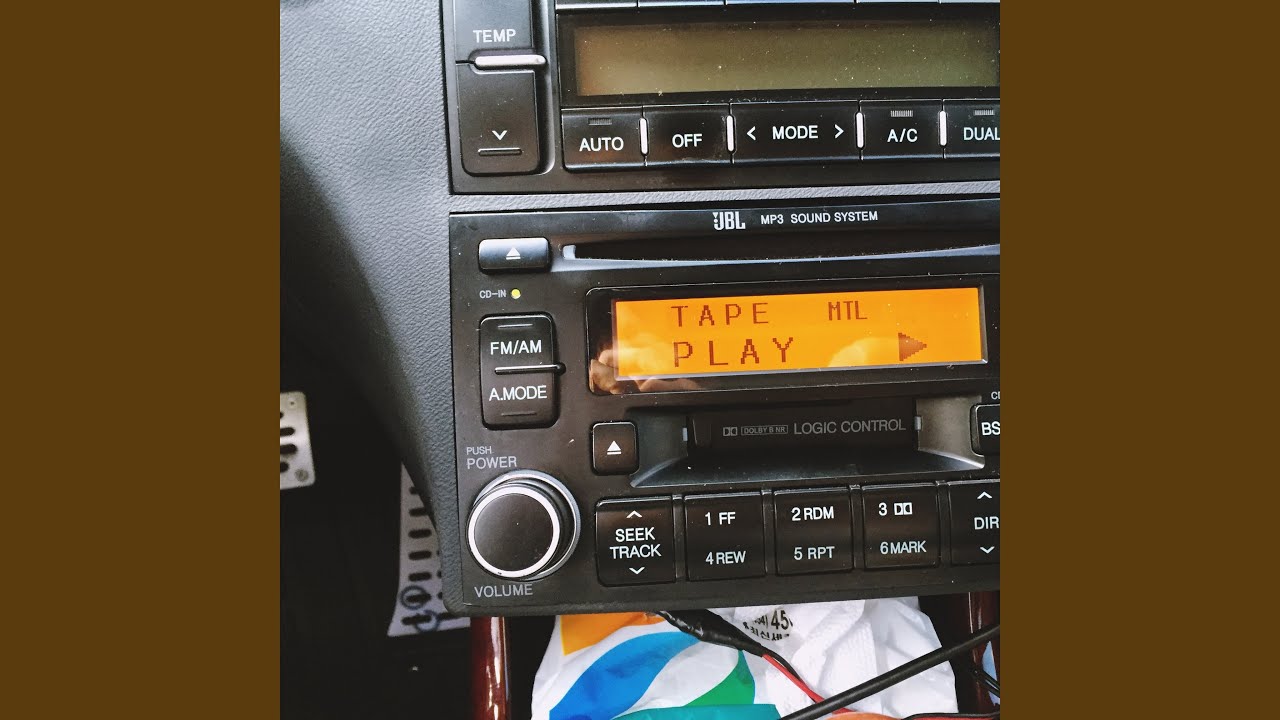 TEMP
AUTO
OFF
< MODE >
A/C
DUAL
JBL MP3 SOUND SYSTEM
CD-IN
TAPE MTL
PLAY
FM/AM
A.MODE
DOLBY B NR LOGIC CONTROL
BS
PUSH
POWER
VOLUME
SEEK
TRACK
1 FF
4 REW
2 RDM
5 RPT
3
6 MARK
DIR